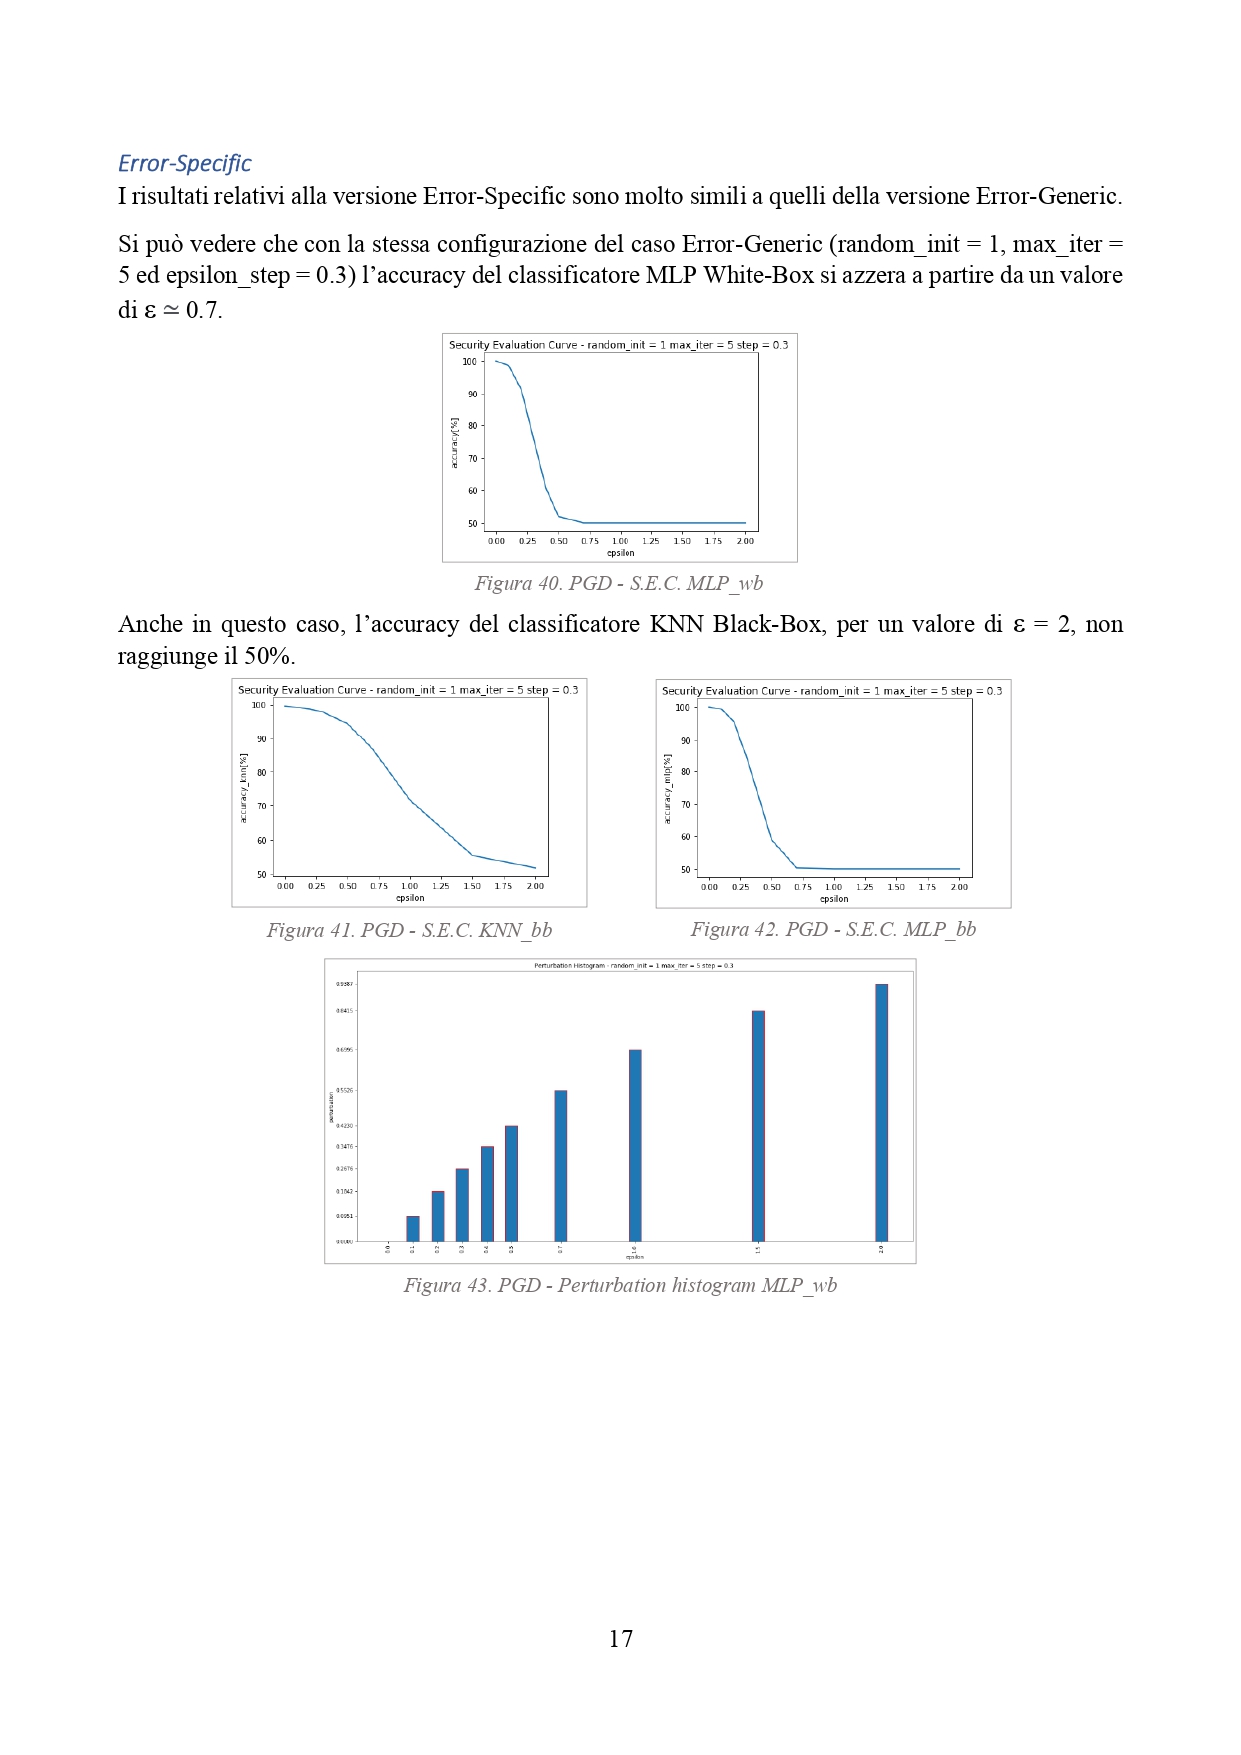 Error-Specific
I risultati relativi alla versione Error-Specific sono molto simili a quelli della versione Error-Generic.
Si può vedere che con la stessa configurazione del caso Error-Generic (random_init = 1, max_iter =
5 ed epsilon_step = 0.3) l’accuracy del classificatore MLP White-Box si azzera a partire da un valore
di ε ≃ 0.7.
Security Evaluation Curve - random_init = 1 max_iter = 5 step = 0.3
100
90
80
70
60
50
accuracy[%]
0.00 0.25 0.50 0.75 1.00 1.25 1.50 1.75 2.00
epsilon
Figura 40. PGD - S.E.C. MLP_wb
Anche in questo caso, l’accuracy del classificatore KNN Black-Box, per un valore di ε = 2, non
raggiunge il 50%.
Security Evaluation Curve - random_init = 1 max_iter = 5 step = 0.3
100
90
80
70
60
50
accuracy_knn[%]
0.00 0.25 0.50 0.75 1.00 1.25 1.50 1.75 2.00
epsilon
Figura 41. PGD - S.E.C. KNN_bb
Security Evaluation Curve - random_init = 1 max_iter = 5 step = 0.3
100
90
80
70
60
50
accuracy_mlp[%]
0.00 0.25 0.50 0.75 1.00 1.25 1.50 1.75 2.00
epsilon
Figura 42. PGD - S.E.C. MLP_bb
Perturbation Histogram - random_init = 1 max_iter = 5 step = 0.3
0.9387
0.8415
0.6995
0.5526
0.4230
0.3476
0.2676
0.1842
0.0951
0.0000
perturbation
0.0 0.1 0.2 0.3 0.4 0.5 0.7 1.0 1.5 2.0
epsilon
Figura 43. PGD - Perturbation histogram MLP_wb
17